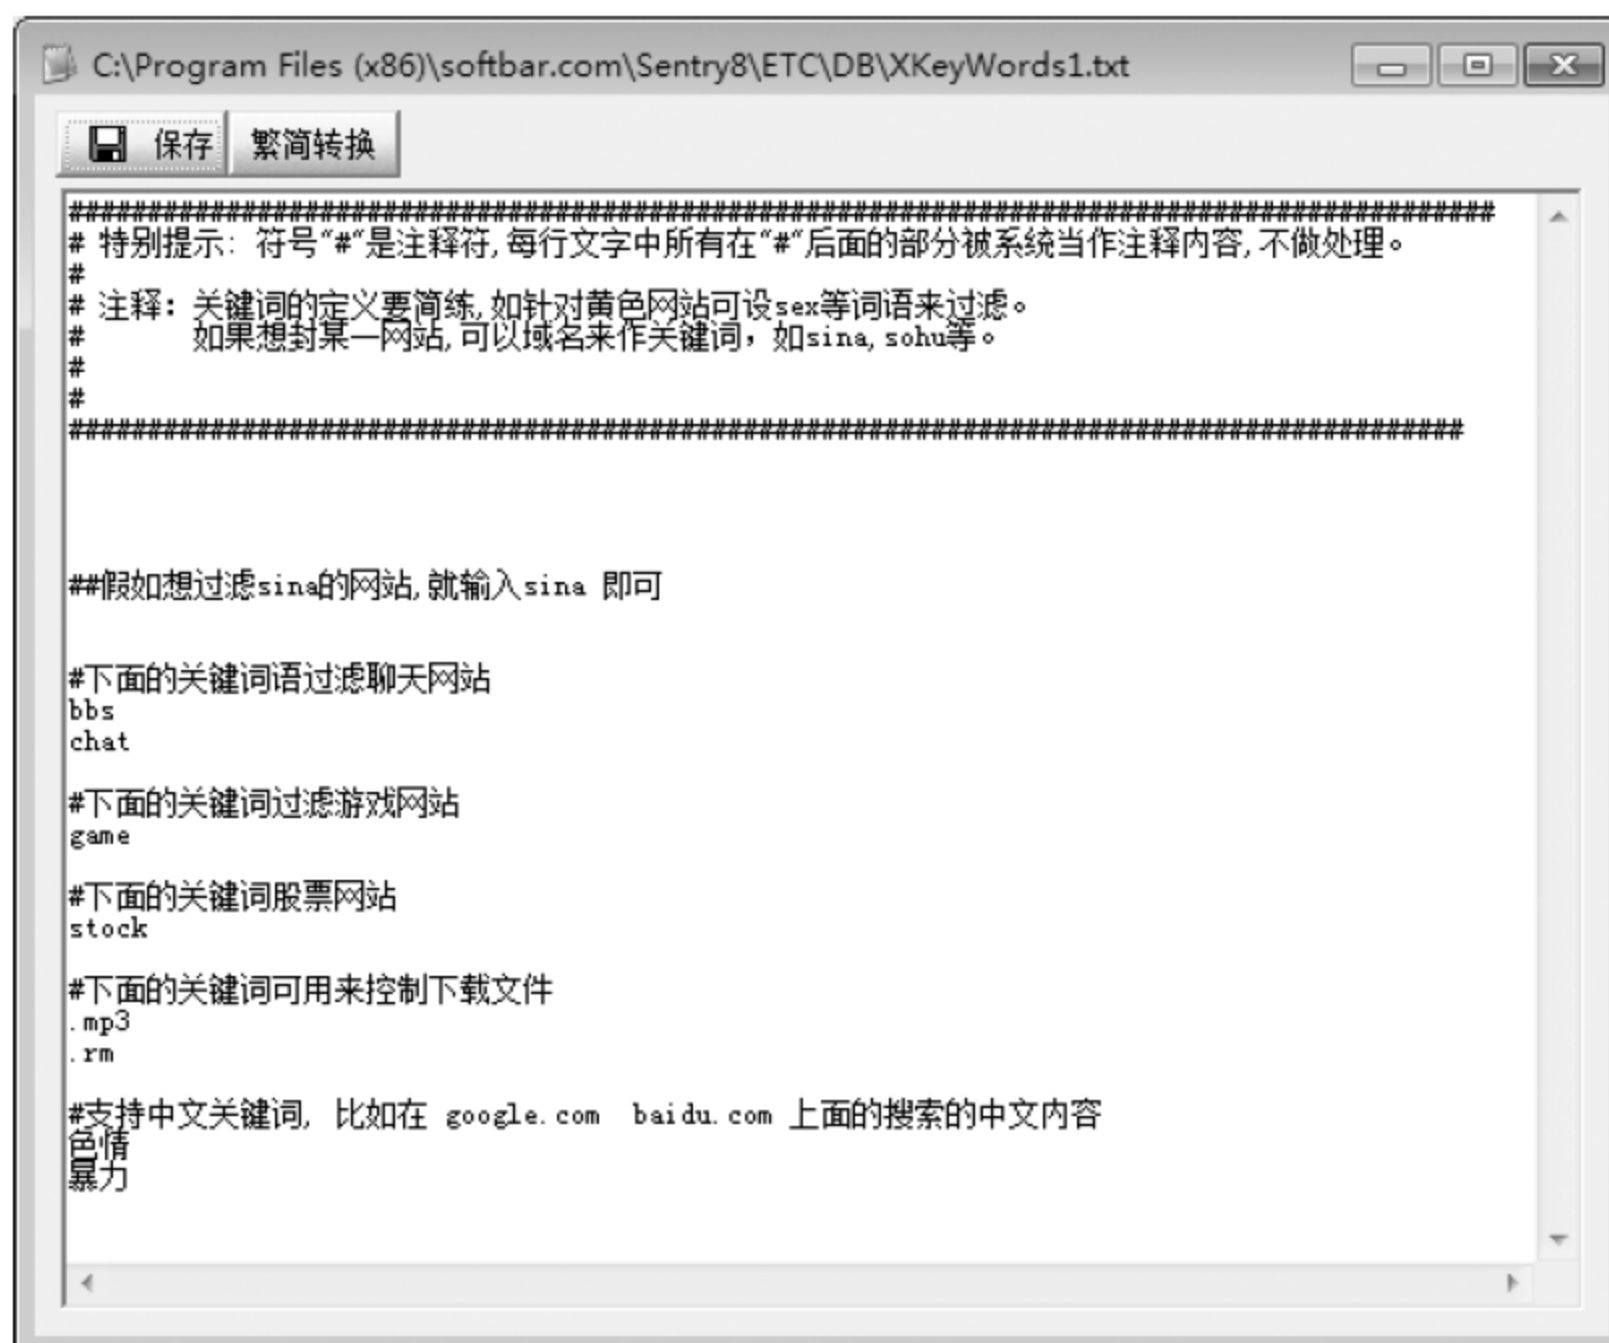 C:\Program Files (x86)\softbar.com\Sentry8\ETC\DB\XKeyWords1.txt
保存 繁简转换
###########################################################################################
# 特别提示: 符号"#"是注释符,每行文字中所有在"#"后面的部分被系统当作注释内容,不做处理。
#
# 注释：关键词的定义要简练,如针对黄色网站可设sex等词语来过滤。
# 如果想封某一网站,可以域名来作关键词，如sina,sohu等。
#
#
#########################################################################################
##假如想过滤sina的网站,就输入sina 即可
#下面的关键词语过滤聊天网站
bbs
chat
#下面的关键词过滤游戏网站
game
#下面的关键词股票网站
stock
#下面的关键词可用来控制下载文件
.mp3
.rm
#支持中文关键词, 比如在 google.com baidu.com 上面的搜索的中文内容
色情
暴力